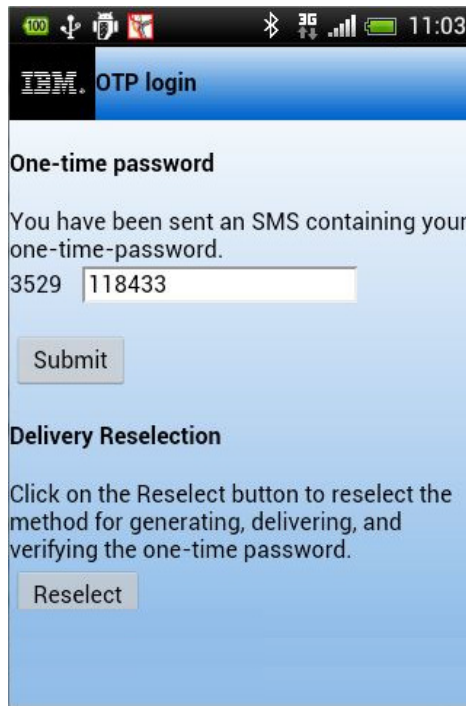 100 3G 11:03
IBM. OTP login
One-time password
You have been sent an SMS containing your
one-time-password.
3529 118433
Submit
Delivery Reselection
Click on the Reselect button to reselect the
method for generating, delivering, and
verifying the one-time password.
Reselect